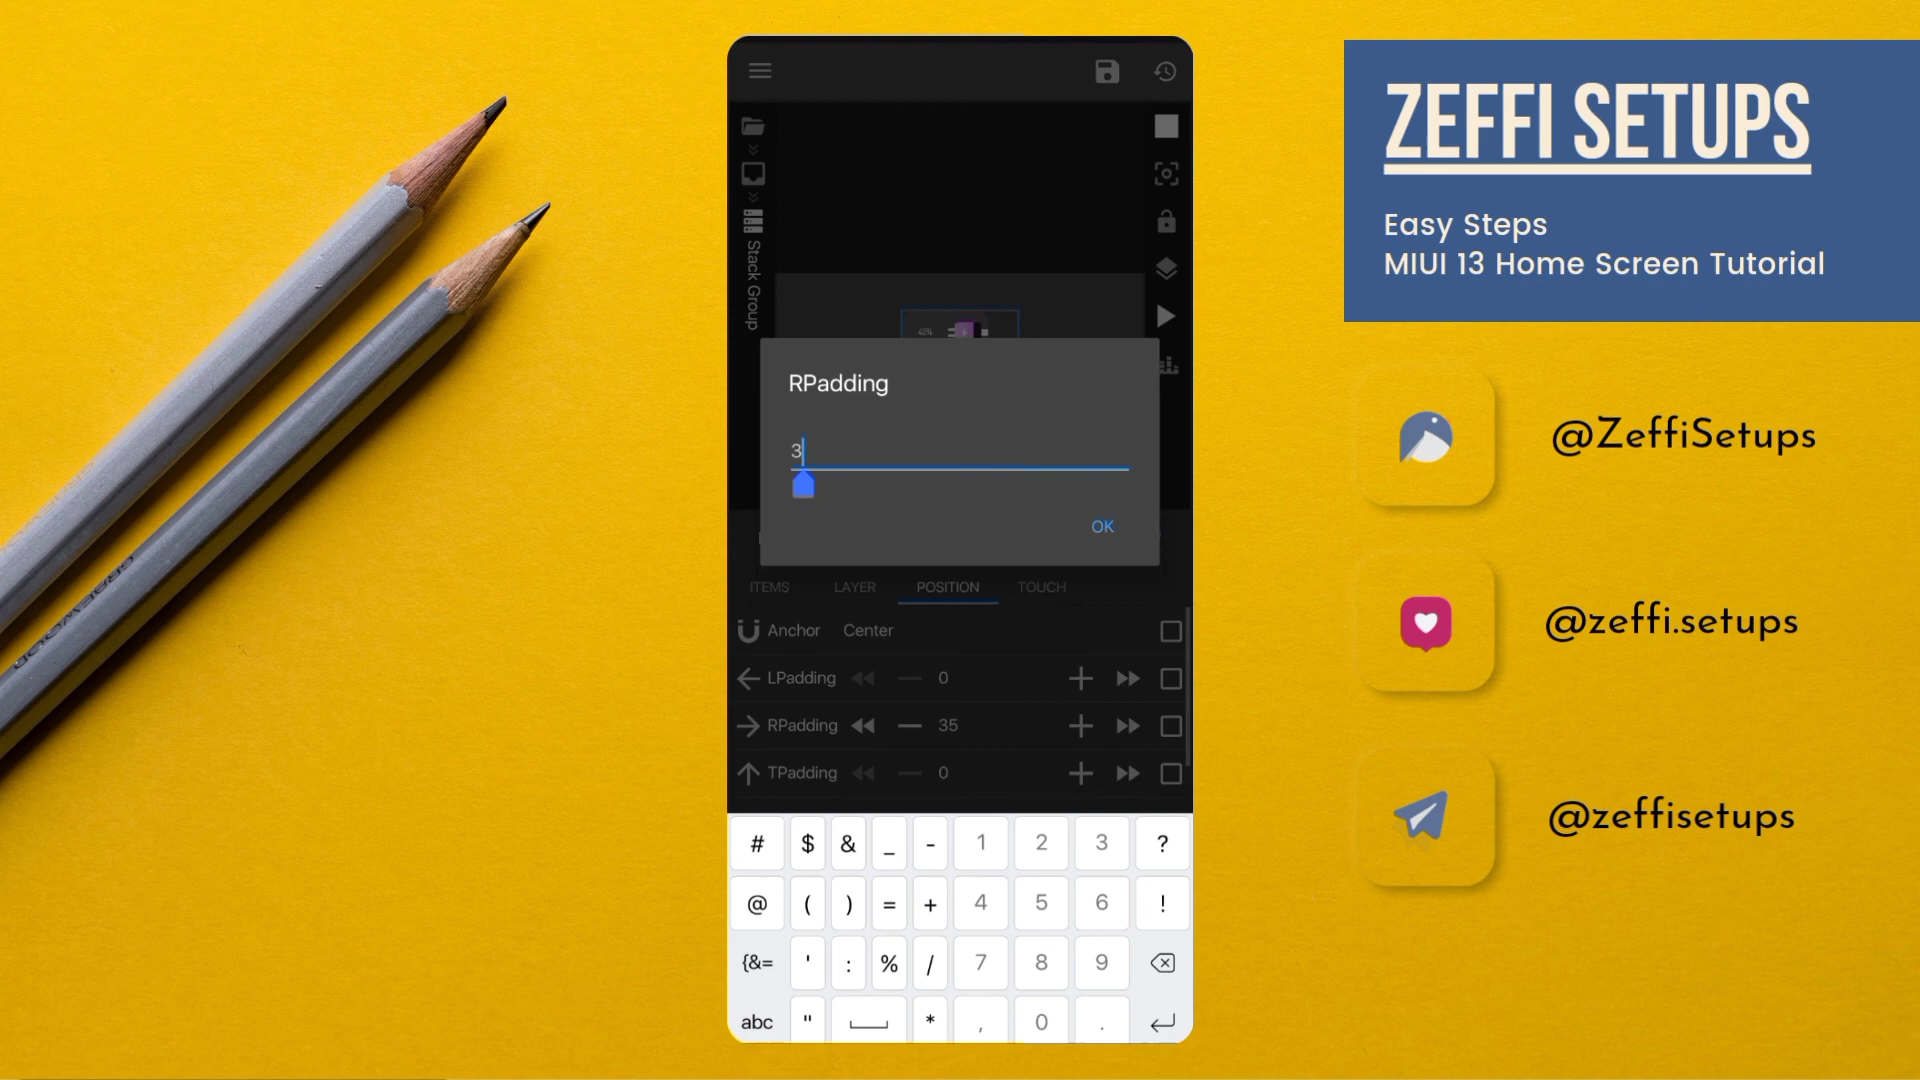 ZEFFI SETUPS
Easy Steps
MIUI 13 Home Screen Tutorial
@ZeffiSetups
@zeffi.setups
@zeffisetups
Stack Group
40%
RPadding
3
OK
ITEMS LAYER POSITION TOUCH
Anchor Center
LPadding 0
RPadding 35
TPadding 0
# $ & _ - 1 2 3 ?
@ ( ) = + 4 5 6 !
{&= ' : % / 7 8 9
abc " * , 0 .